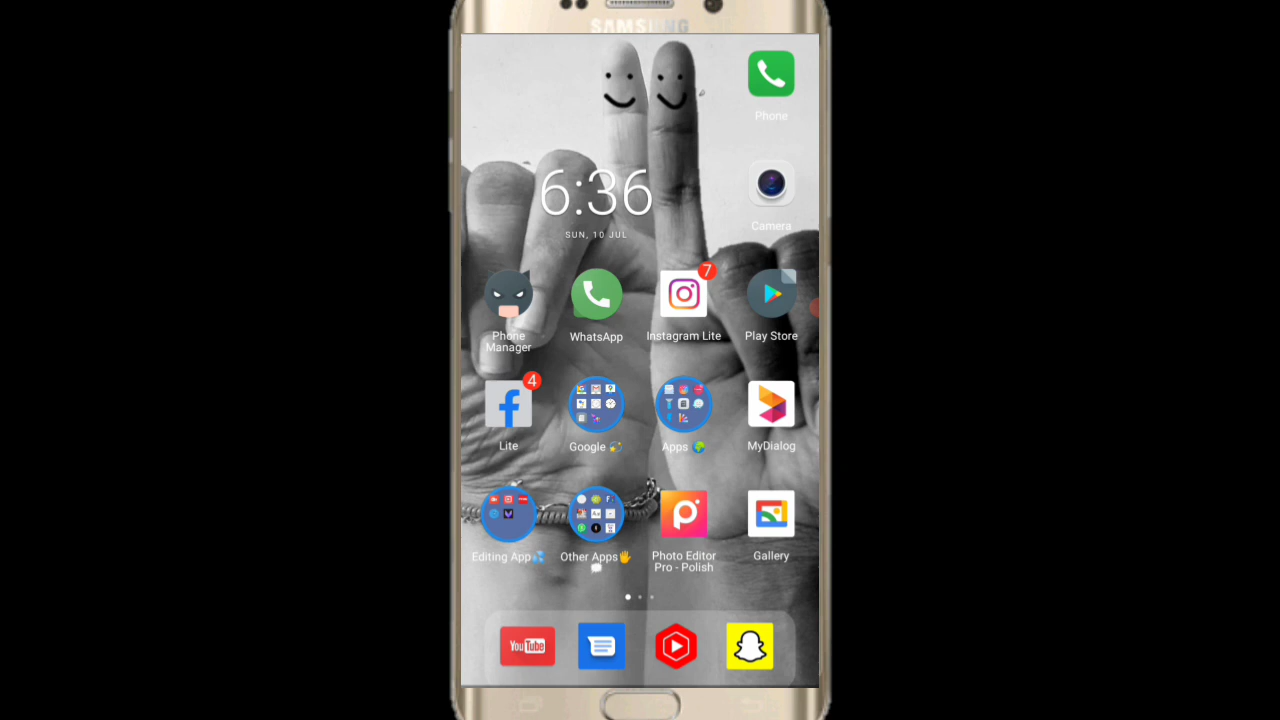 SAMSUNG
Phone
6:36
Camera
SUN, 10 JUL
7
Phone
Manager
WhatsApp
Instagram Lite
Play Store
4
Lite
Google 💫
Apps 🌍
MyDialog
Editing App💦
Other Apps🖐
💭
Photo Editor
Pro - Polish
Gallery
YouTube